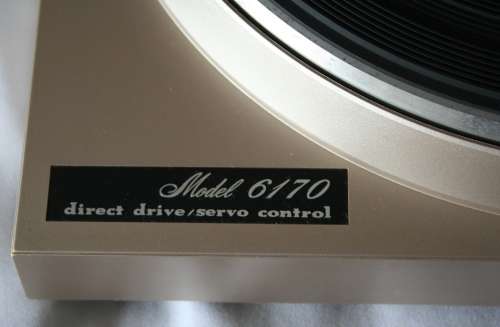 Model 6170
direct drive/servo control